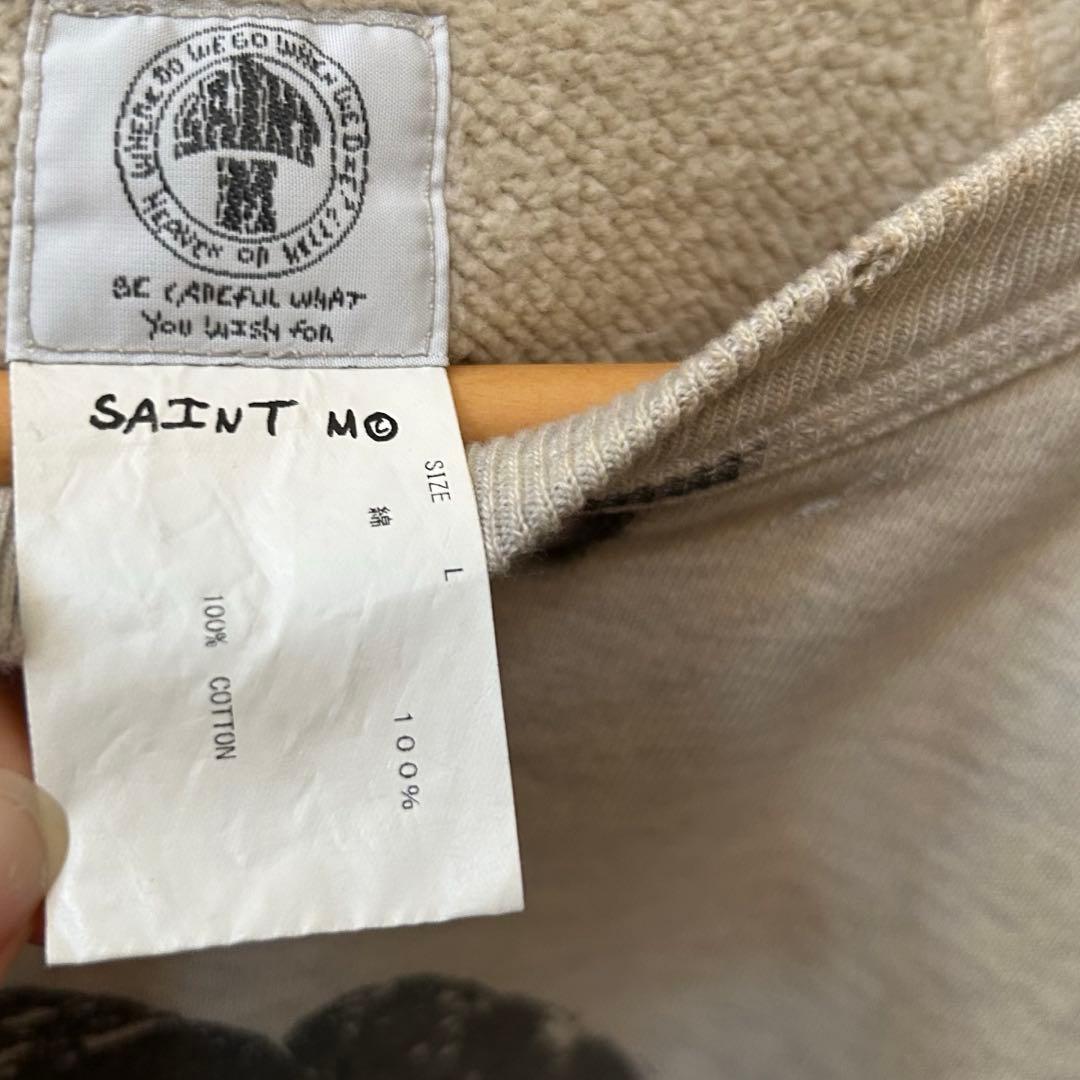 WHERE DO WE GO WHEN WE DIE?
HEAVEN OR HELL?
BE CAREFUL WHAT
YOU WISH FOR
SAINT M©
SIZE L
綿 100%
100% COTTON